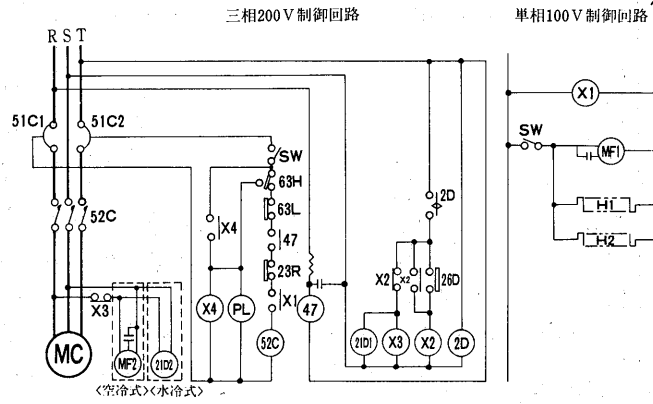 三相200V制御回路
単相100V制御回路
R S T
51C1
51C2
SW
63H
63L
47
23R
X1
52C
52C
X4
X4
PL
47
X3
MC
MF2
21D2
〈空冷式〉
〈水冷式〉
2D
X2
X2
26D
21D1
X3
X2
2D
X1
SW
MF1
H1
H2